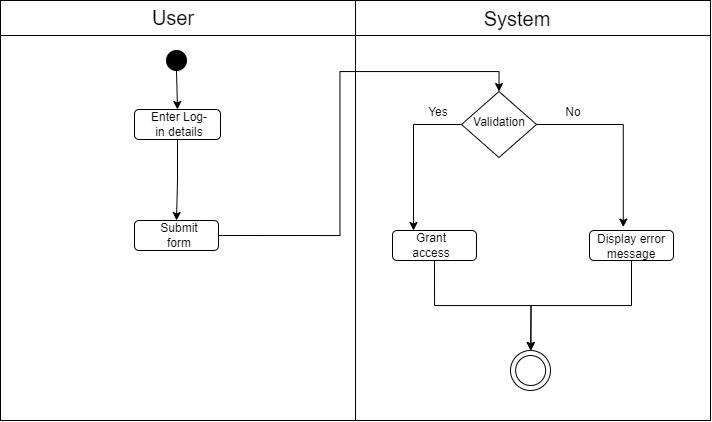 User
System
Enter Log-
in details
Validation
Yes
No
Submit
form
Grant
access
Display error
message